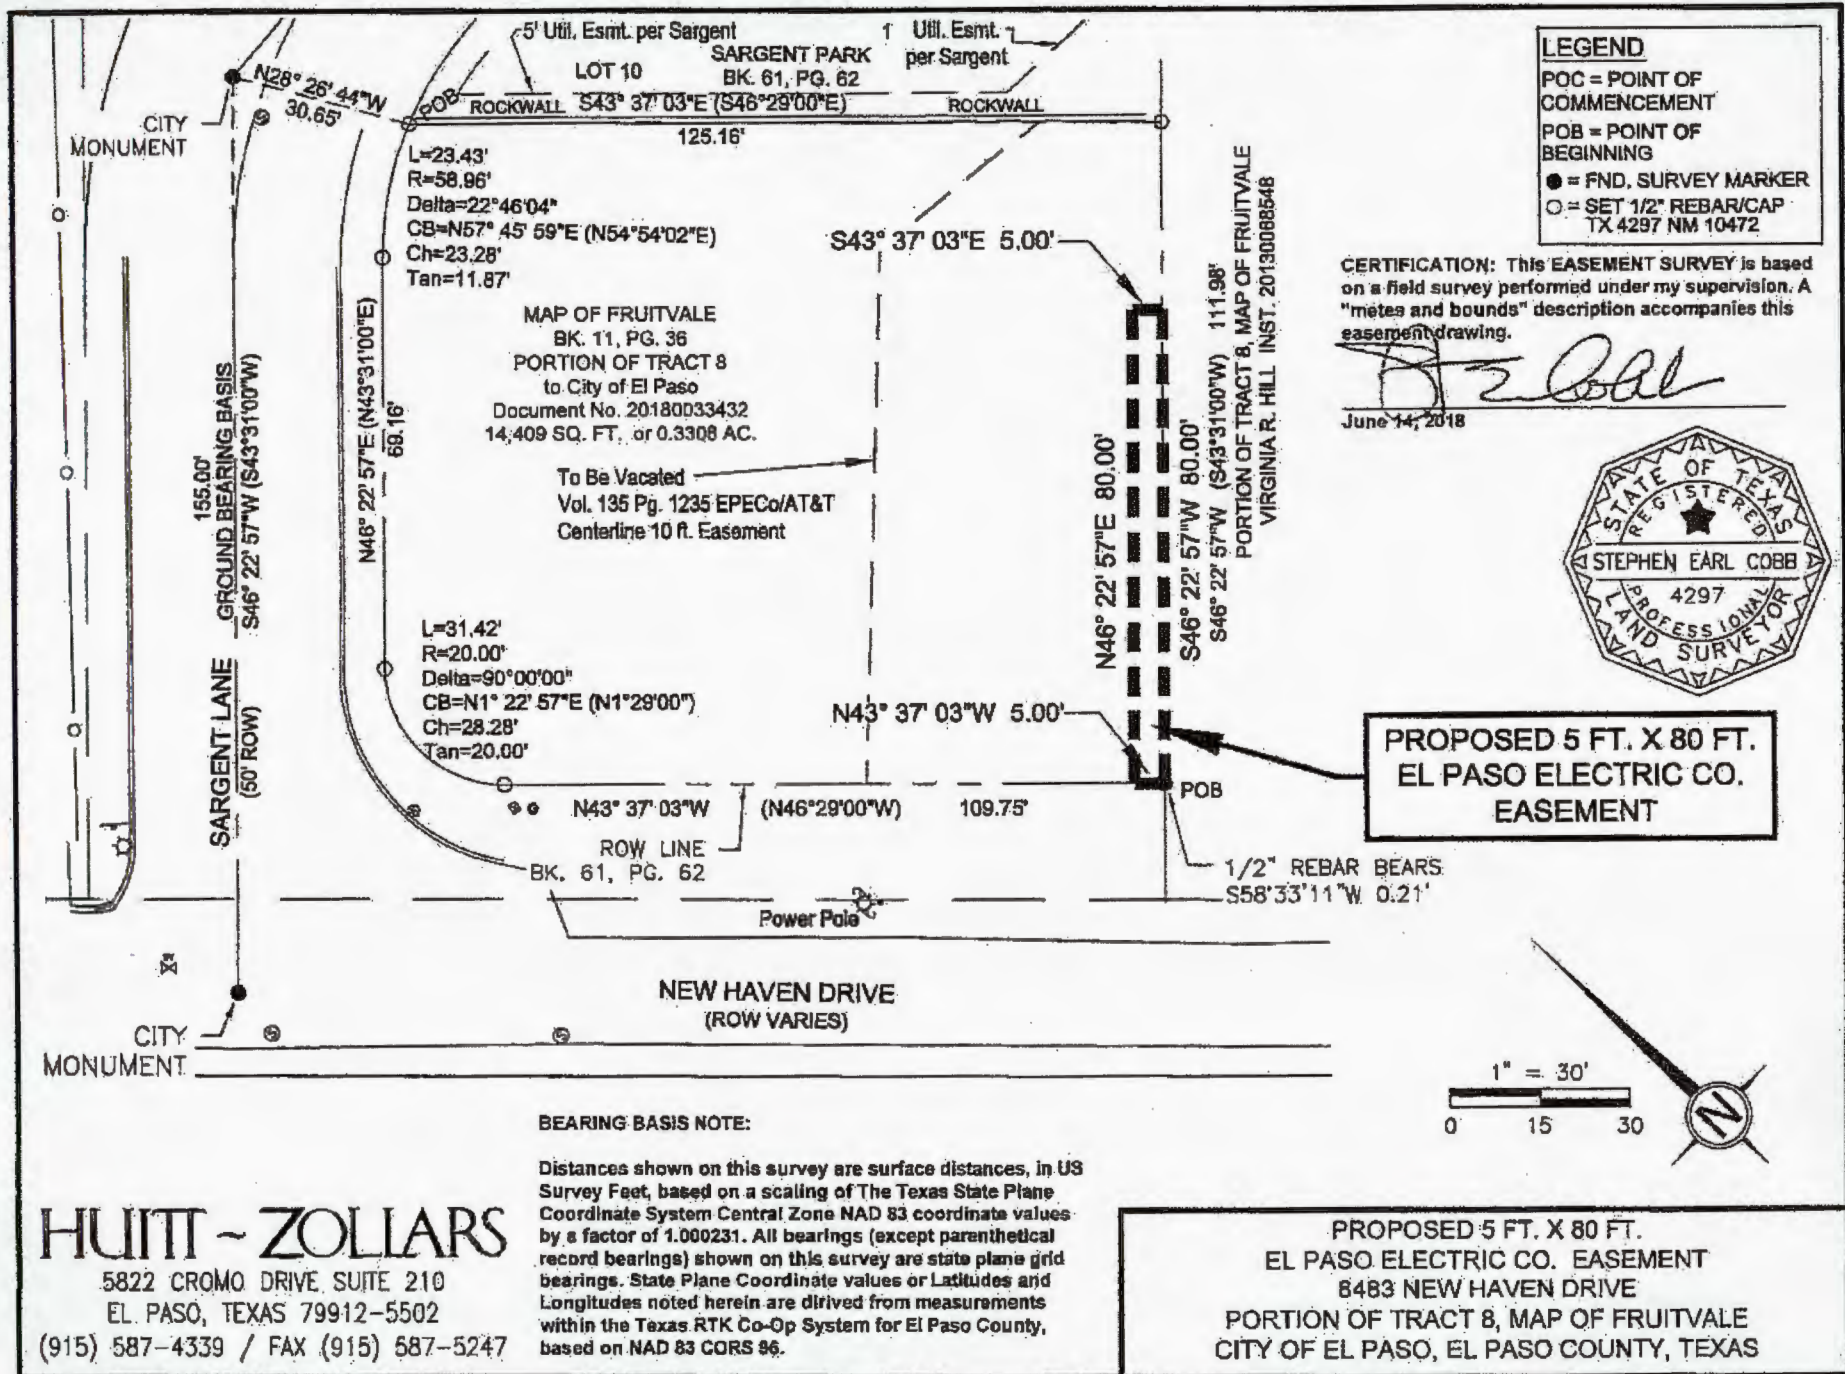 5' Util. Esmt. per Sargent
1 Util. Esmt.
per Sargent
SARGENT PARK
LOT 10
BK. 61, PG. 62
N28° 26' 44"W
30.65'
POB
ROCKWALL S43° 37' 03"E (S46°29'00"E) ROCKWALL
125.16'
CITY
MONUMENT
L=23.43'
R=58.96'
Delta=22°46'04"
CB=N57° 45' 59"E (N54°54'02"E)
Ch=23.28'
Tan=11.87'
MAP OF FRUITVALE
BK. 11, PG. 36
PORTION OF TRACT 8
to City of El Paso
Document No. 20180033432
14,409 SQ. FT. or 0.3308 AC.
To Be Vacated
Vol. 135 Pg. 1235 EPECo/AT&T
Centerline 10 ft. Easement
N46° 22' 57"E (N43°31'00"E)
69.16'
155.00'
GROUND BEARING BASIS
S46° 22' 57"W (S43°31'00"W)
SARGENT LANE
(50' ROW)
L=31.42'
R=20.00'
Delta=90°00'00"
CB=N1° 22' 57"E (N1°29'00")
Ch=28.28'
Tan=20.00'
S43° 37' 03"E 5.00'
N46° 22' 57"E 80.00'
S46° 22' 57"W 80.00'
S46° 22' 57"W (S43°31'00"W) 111.98'
PORTION OF TRACT 8, MAP OF FRUITVALE
VIRGINIA R. HILL INST. 20130088548
N43° 37' 03"W 5.00'
POB
N43° 37' 03"W (N46°29'00"W) 109.75'
ROW LINE
BK. 61, PG. 62
1/2" REBAR BEARS
S58°33'11"W 0.21'
Power Pole
NEW HAVEN DRIVE
(ROW VARIES)
CITY
MONUMENT
LEGEND
POC = POINT OF
COMMENCEMENT
POB = POINT OF
BEGINNING
● = FND. SURVEY MARKER
○ = SET 1/2" REBAR/CAP
TX 4297 NM 10472
CERTIFICATION: This EASEMENT SURVEY is based
on a field survey performed under my supervision. A
"metes and bounds" description accompanies this
easement drawing.
June 14, 2018
STATE OF TEXAS
REGISTERED
STEPHEN EARL COBB
4297
PROFESSIONAL
LAND SURVEYOR
PROPOSED 5 FT. X 80 FT.
EL PASO ELECTRIC CO.
EASEMENT
1" = 30'
0 15 30
N
BEARING BASIS NOTE:
Distances shown on this survey are surface distances, in US
Survey Feet, based on a scaling of The Texas State Plane
Coordinate System Central Zone NAD 83 coordinate values
by a factor of 1.000231. All bearings (except parenthetical
record bearings) shown on this survey are state plane grid
bearings. State Plane Coordinate values or Latitudes and
Longitudes noted herein are dirived from measurements
within the Texas RTK Co-Op System for El Paso County,
based on NAD 83 CORS 96.
HUITT~ZOLLARS
5822 CROMO DRIVE SUITE 210
EL PASO, TEXAS 79912-5502
(915) 587-4339 / FAX (915) 587-5247
PROPOSED 5 FT. X 80 FT.
EL PASO ELECTRIC CO. EASEMENT
8483 NEW HAVEN DRIVE
PORTION OF TRACT 8, MAP OF FRUITVALE
CITY OF EL PASO, EL PASO COUNTY, TEXAS